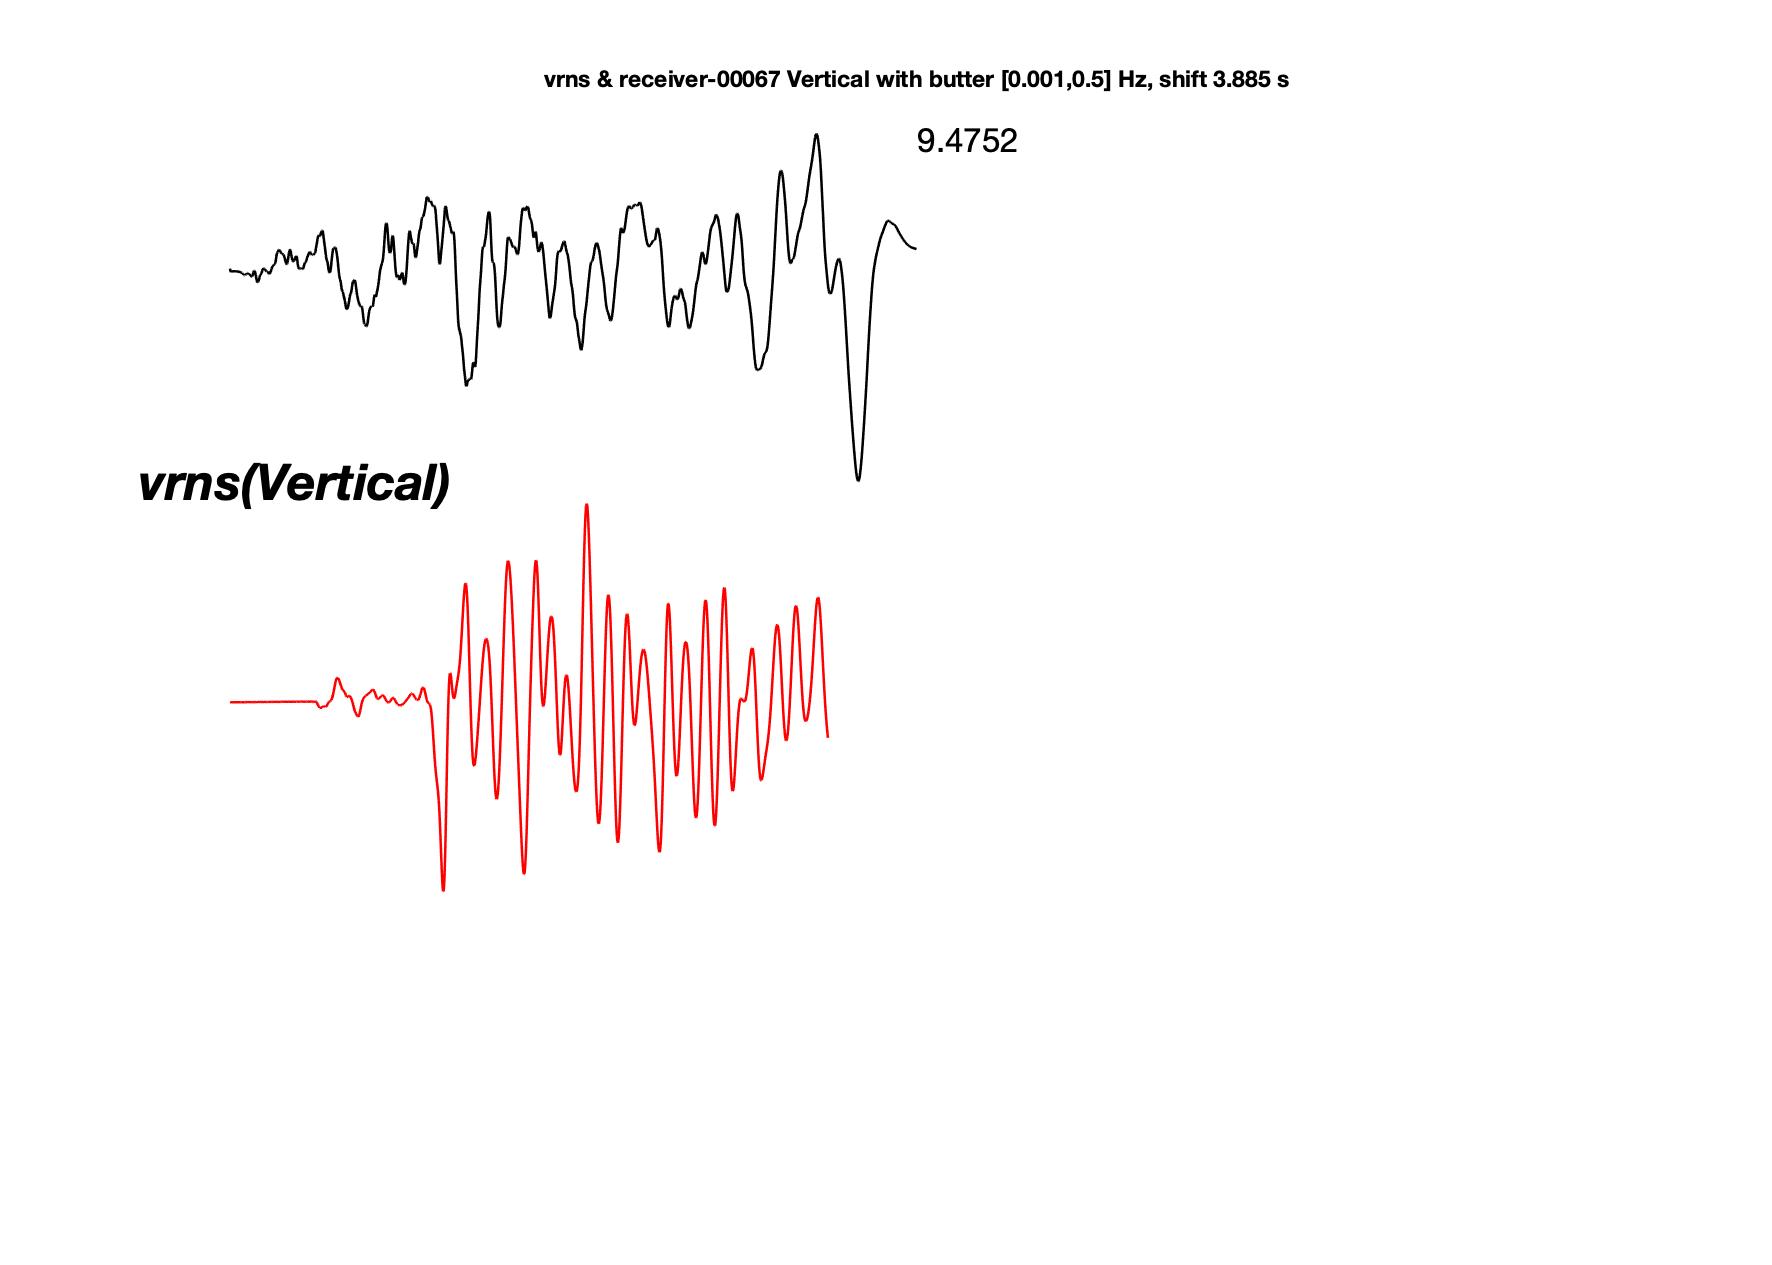 vrns & receiver-00067 Vertical with butter [0.001,0.5] Hz, shift 3.885 s
9.4752
vrns(Vertical)